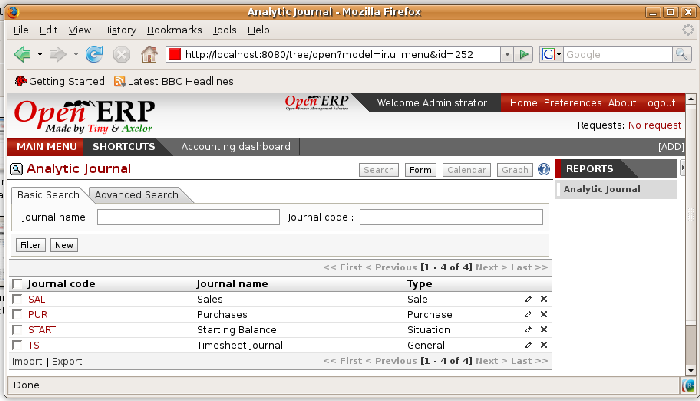 Analytic Journal - Mozilla Firefox
File Edit View History Bookmarks Tools Help
http://localhost:8080/tree/open?model=ir.ui_menu&id=252
Google
Getting Started Latest BBC Headlines
Open ERP
Made by Tiny & Axelor
Open ERP
Welcome Administrator
Home Preferences About Logout
Requests: No request
MAIN MENU SHORTCUTS Accounting dashboard [ADD]
Analytic Journal
Search Form Calendar Graph
REPORTS
Analytic Journal
Basic Search Advanced Search
Journal name Journal code :
Filter New
<< First < Previous [1 - 4 of 4] Next > Last >>
Journal code Journal name Type
SAL Sales Sale
PUR Purchases Purchase
START Starting Balance Situation
TS Timesheet Journal General
Import | Export << First < Previous [1 - 4 of 4] Next > Last >>
Done